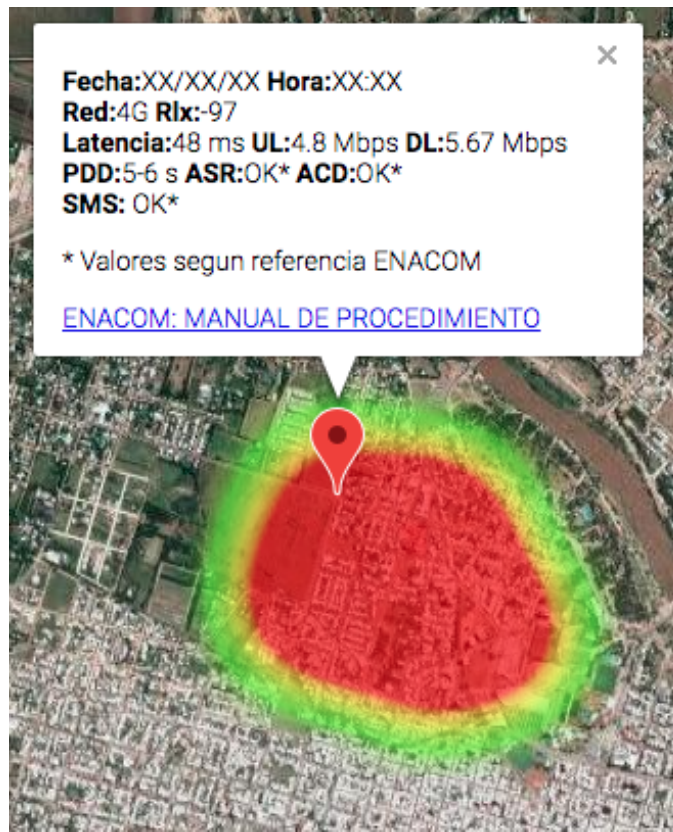 Fecha:XX/XX/XX Hora:XX:XX
Red:4G Rlx:-97
Latencia:48 ms UL:4.8 Mbps DL:5.67 Mbps
PDD:5-6 s ASR:OK* ACD:OK*
SMS: OK*
* Valores segun referencia ENACOM
ENACOM: MANUAL DE PROCEDIMIENTO